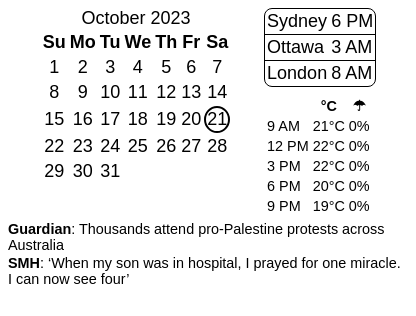 October 2023
Su Mo Tu We Th Fr Sa
1 2 3 4 5 6 7
8 9 10 11 12 13 14
15 16 17 18 19 20 21
22 23 24 25 26 27 28
29 30 31
Sydney 6 PM
Ottawa 3 AM
London 8 AM
°C ☂
9 AM 21°C 0%
12 PM 22°C 0%
3 PM 22°C 0%
6 PM 20°C 0%
9 PM 19°C 0%
Guardian: Thousands attend pro-Palestine protests across
Australia
SMH: ‘When my son was in hospital, I prayed for one miracle.
I can now see four’